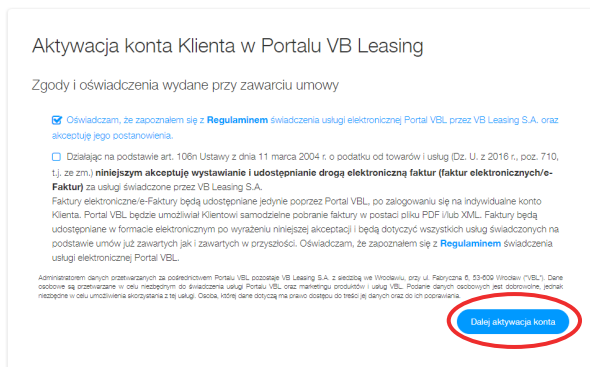 Aktywacja konta Klienta w Portalu VB Leasing
Zgody i oświadczenia wydane przy zawarciu umowy
Oświadczam, że zapoznałem się z Regulaminem świadczenia usługi elektronicznej Portal VBL przez VB Leasing S.A. oraz
akceptuję jego postanowienia.
Działając na podstawie art. 106n Ustawy z dnia 11 marca 2004 r. o podatku od towarów i usług (Dz. U. z 2016 r., poz. 710,
t.j. ze zm.) niniejszym akceptuję wystawianie i udostępnianie drogą elektroniczną faktur (faktur elektronicznych/e-
Faktur) za usługi świadczone przez VB Leasing S.A.
Faktury elektroniczne/e-Faktury będą udostępniane jedynie poprzez Portal VBL, po zalogowaniu się na indywidualne konto
Klienta. Portal VBL będzie umożliwiał Klientowi samodzielne pobranie faktury w postaci pliku PDF i/lub XML. Faktury będą
udostępniane w formacie elektronicznym po wyrażeniu niniejszej akceptacji i będą dotyczyć wszystkich usług świadczonych na
podstawie umów już zawartych jak i zawartych w przyszłości. Oświadczam, że zapoznałem się z Regulaminem świadczenia
usługi elektronicznej Portal VBL.
Administratorem danych przetwarzanych za pośrednictwem Portalu VBL pozostaje VB Leasing S.A. z siedzibą we Wrocławiu, przy ul. Fabryczna 6, 53-609 Wrocław ("VBL"). Dane
osobowe są przetwarzane w celu niezbędnym do świadczenia usługi Portalu VBL oraz marketingu produktów i usług VBL. Podanie danych osobowych jest dobrowolne, jednak
niezbędne w celu umożliwienia skorzystania z tej usługi. Osoba, której dane dotyczą ma prawo dostępu do treści jej danych oraz do ich poprawiania.
Dalej aktywacja konta